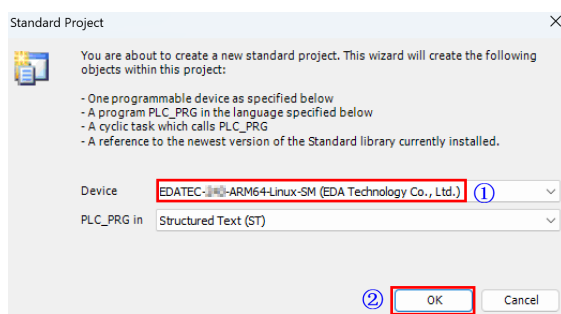 Standard Project
You are about to create a new standard project. This wizard will create the following
objects within this project:
- One programmable device as specified below
- A program PLC_PRG in the language specified below
- A cyclic task which calls PLC_PRG
- A reference to the newest version of the Standard library currently installed.
Device EDATEC- -ARM64-Linux-SM (EDA Technology Co., Ltd.) ①
PLC_PRG in Structured Text (ST)
② OK Cancel